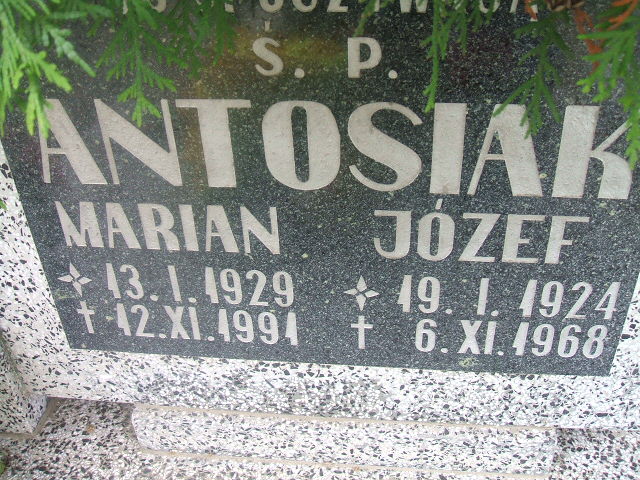 Ś. P.
ANTOSIAK
MARIAN JÓZEF
13. I. 1929 19. I. 1924
12. XI. 1991 6. XI. 1968